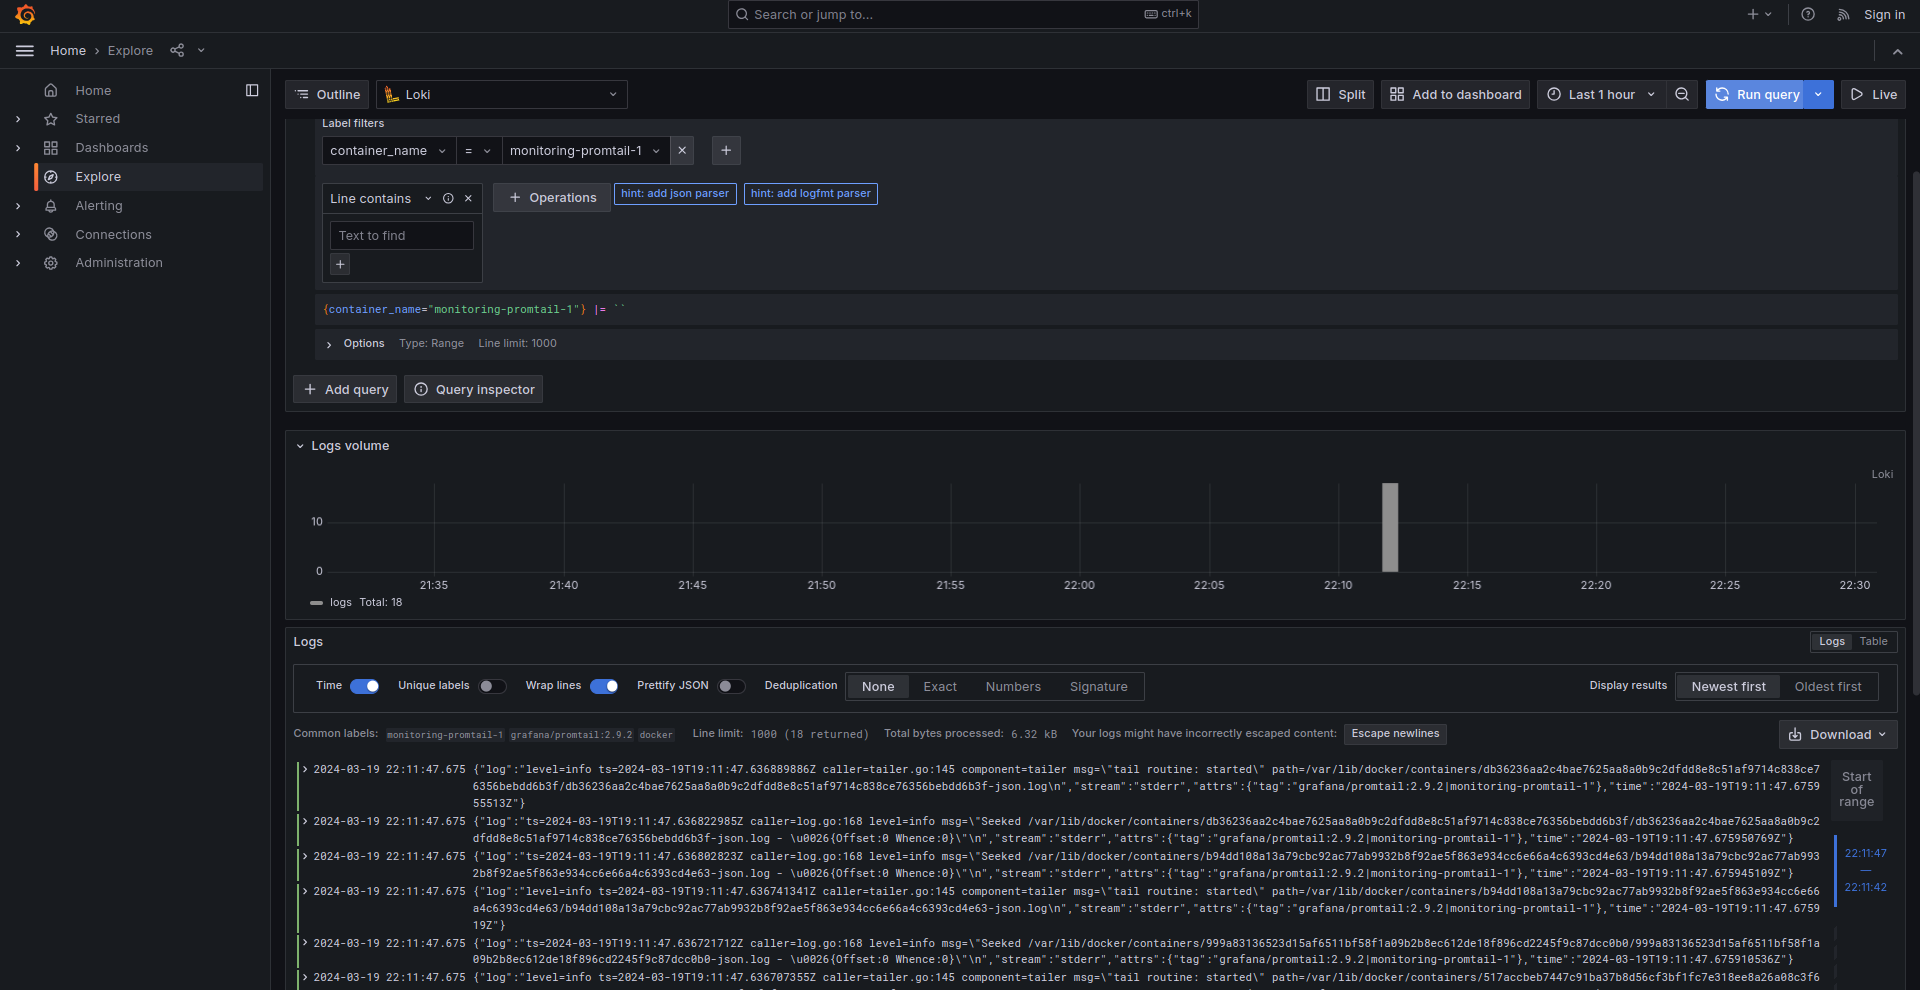 Search or jump to...
ctrl+k
Sign in
Home › Explore
Home
Starred
Dashboards
Explore
Alerting
Connections
Administration
Outline
Loki
Split
Add to dashboard
Last 1 hour
Run query
Live
Label filters
container_name
=
monitoring-promtail-1
Line contains
Operations
hint: add json parser
hint: add logfmt parser
Text to find
{container_name="monitoring-promtail-1"} |= ``
Options Type: Range Line limit: 1000
Add query
Query inspector
Logs volume
Loki
10
0
21:35 21:40 21:45 21:50 21:55 22:00 22:05 22:10 22:15 22:20 22:25 22:30
logs Total: 18
Logs
Logs Table
Time Unique labels Wrap lines Prettify JSON Deduplication None Exact Numbers Signature Display results Newest first Oldest first
Common labels: monitoring-promtail-1 grafana/promtail:2.9.2 docker Line limit: 1000 (18 returned) Total bytes processed: 6.32 kB Your logs might have incorrectly escaped content: Escape newlines Download
2024-03-19 22:11:47.675 {"log":"level=info ts=2024-03-19T19:11:47.636889886Z caller=tailer.go:145 component=tailer msg=\"tail routine: started\" path=/var/lib/docker/containers/db36236aa2c4bae7625aa8a0b9c2dfdd8e8c51af9714c838ce7
6356bebdd6b3f/db36236aa2c4bae7625aa8a0b9c2dfdd8e8c51af9714c838ce76356bebdd6b3f-json.log\n","stream":"stderr","attrs":{"tag":"grafana/promtail:2.9.2|monitoring-promtail-1"},"time":"2024-03-19T19:11:47.6759
55513Z"}
2024-03-19 22:11:47.675 {"log":"ts=2024-03-19T19:11:47.636822985Z caller=log.go:168 level=info msg=\"Seeked /var/lib/docker/containers/db36236aa2c4bae7625aa8a0b9c2dfdd8e8c51af9714c838ce76356bebdd6b3f/db36236aa2c4bae7625aa8a0b9c2
dfdd8e8c51af9714c838ce76356bebdd6b3f-json.log - \u0026{Offset:0 Whence:0}\"\n","stream":"stderr","attrs":{"tag":"grafana/promtail:2.9.2|monitoring-promtail-1"},"time":"2024-03-19T19:11:47.675950769Z"}
2024-03-19 22:11:47.675 {"log":"ts=2024-03-19T19:11:47.636802823Z caller=log.go:168 level=info msg=\"Seeked /var/lib/docker/containers/b94dd108a13a79cbc92ac77ab9932b8f92ae5f863e934cc6e66a4c6393cd4e63/b94dd108a13a79cbc92ac77ab993
2b8f92ae5f863e934cc6e66a4c6393cd4e63-json.log - \u0026{Offset:0 Whence:0}\"\n","stream":"stderr","attrs":{"tag":"grafana/promtail:2.9.2|monitoring-promtail-1"},"time":"2024-03-19T19:11:47.675945109Z"}
2024-03-19 22:11:47.675 {"log":"level=info ts=2024-03-19T19:11:47.636741341Z caller=tailer.go:145 component=tailer msg=\"tail routine: started\" path=/var/lib/docker/containers/b94dd108a13a79cbc92ac77ab9932b8f92ae5f863e934cc6e66
a4c6393cd4e63/b94dd108a13a79cbc92ac77ab9932b8f92ae5f863e934cc6e66a4c6393cd4e63-json.log\n","stream":"stderr","attrs":{"tag":"grafana/promtail:2.9.2|monitoring-promtail-1"},"time":"2024-03-19T19:11:47.6759
19Z"}
2024-03-19 22:11:47.675 {"log":"ts=2024-03-19T19:11:47.636721712Z caller=log.go:168 level=info msg=\"Seeked /var/lib/docker/containers/999a83136523d15af6511bf58f1a09b2b8ec612de18f896cd2245f9c87dcc0b0/999a83136523d15af6511bf58f1a
09b2b8ec612de18f896cd2245f9c87dcc0b0-json.log - \u0026{Offset:0 Whence:0}\"\n","stream":"stderr","attrs":{"tag":"grafana/promtail:2.9.2|monitoring-promtail-1"},"time":"2024-03-19T19:11:47.675910536Z"}
2024-03-19 22:11:47.675 {"log":"level=info ts=2024-03-19T19:11:47.636707355Z caller=tailer.go:145 component=tailer msg=\"tail routine: started\" path=/var/lib/docker/containers/517accbeb7447c91ba37b8d56cf3bf1fc7e318ee8a26a08c3f6
Start
of
range
22:11:47
—
22:11:42